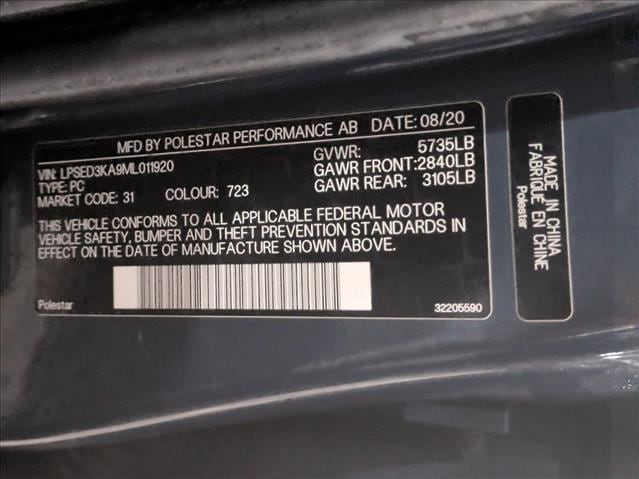 MFD BY POLESTAR PERFORMANCE AB DATE: 08/20
VIN: LPSED3KA9ML011920
TYPE: PC
MARKET CODE: 31 COLOUR: 723
GVWR: 5735LB
GAWR FRONT: 2840LB
GAWR REAR: 3105LB
THIS VEHICLE CONFORMS TO ALL APPLICABLE FEDERAL MOTOR
VEHICLE SAFETY, BUMPER AND THEFT PREVENTION STANDARDS IN
EFFECT ON THE DATE OF MANUFACTURE SHOWN ABOVE.
Polestar 32205590
MADE IN CHINA
FABRIQUÉ EN CHINE
Polestar